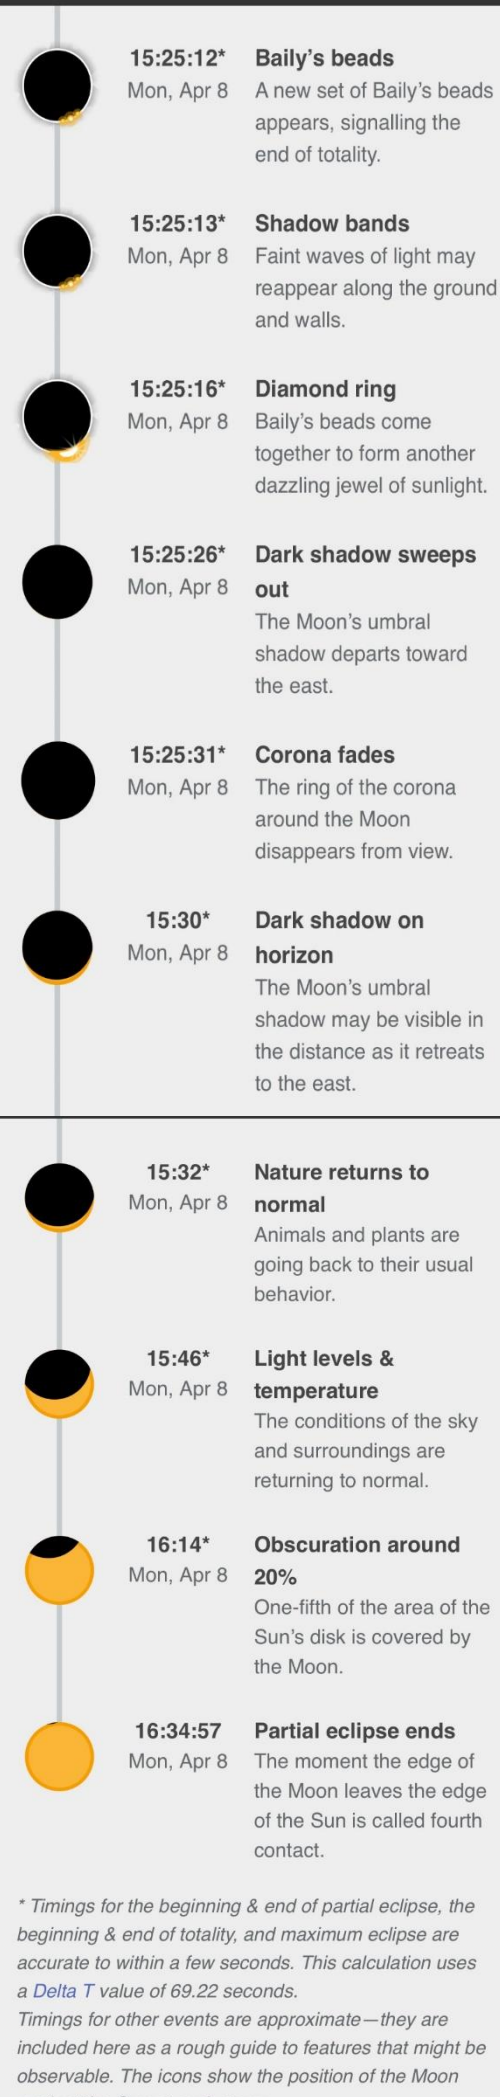 15:25:12* Baily's beads
Mon, Apr 8 A new set of Baily's beads
appears, signalling the
end of totality.
15:25:13* Shadow bands
Mon, Apr 8 Faint waves of light may
reappear along the ground
and walls.
15:25:16* Diamond ring
Mon, Apr 8 Baily's beads come
together to form another
dazzling jewel of sunlight.
15:25:26* Dark shadow sweeps
Mon, Apr 8 out
The Moon's umbral
shadow departs toward
the east.
15:25:31* Corona fades
Mon, Apr 8 The ring of the corona
around the Moon
disappears from view.
15:30* Dark shadow on
Mon, Apr 8 horizon
The Moon's umbral
shadow may be visible in
the distance as it retreats
to the east.
15:32* Nature returns to
Mon, Apr 8 normal
Animals and plants are
going back to their usual
behavior.
15:46* Light levels &
Mon, Apr 8 temperature
The conditions of the sky
and surroundings are
returning to normal.
16:14* Obscuration around
Mon, Apr 8 20%
One-fifth of the area of the
Sun's disk is covered by
the Moon.
16:34:57 Partial eclipse ends
Mon, Apr 8 The moment the edge of
the Moon leaves the edge
of the Sun is called fourth
contact.
* Timings for the beginning & end of partial eclipse, the
beginning & end of totality, and maximum eclipse are
accurate to within a few seconds. This calculation uses
a Delta T value of 69.22 seconds.
Timings for other events are approximate—they are
included here as a rough guide to features that might be
observable. The icons show the position of the Moon